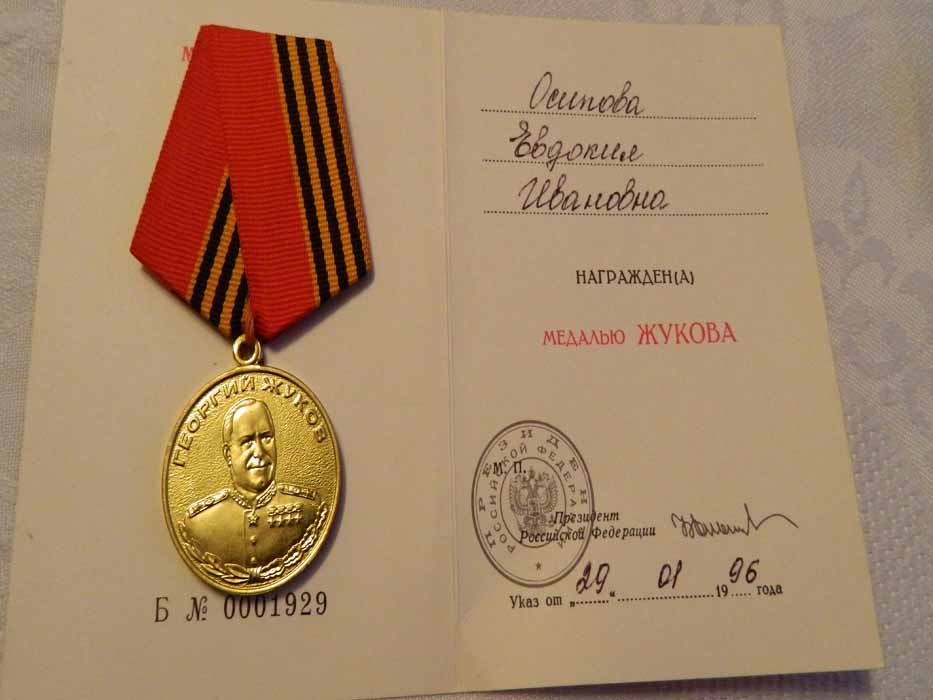 М
ГЕОРГИЙ ЖУКОВ
Б № 0001929
Осипова
Евдокия
Ивановна
НАГРАЖДЕН(А)
МЕДАЛЬЮ ЖУКОВА
ПРЕЗИДЕН
РОССИЙСКОЙ ФЕДЕРАЦИИ
М. П.
Президент
Российской Федерации
Указ от „29“ 01 1996 года